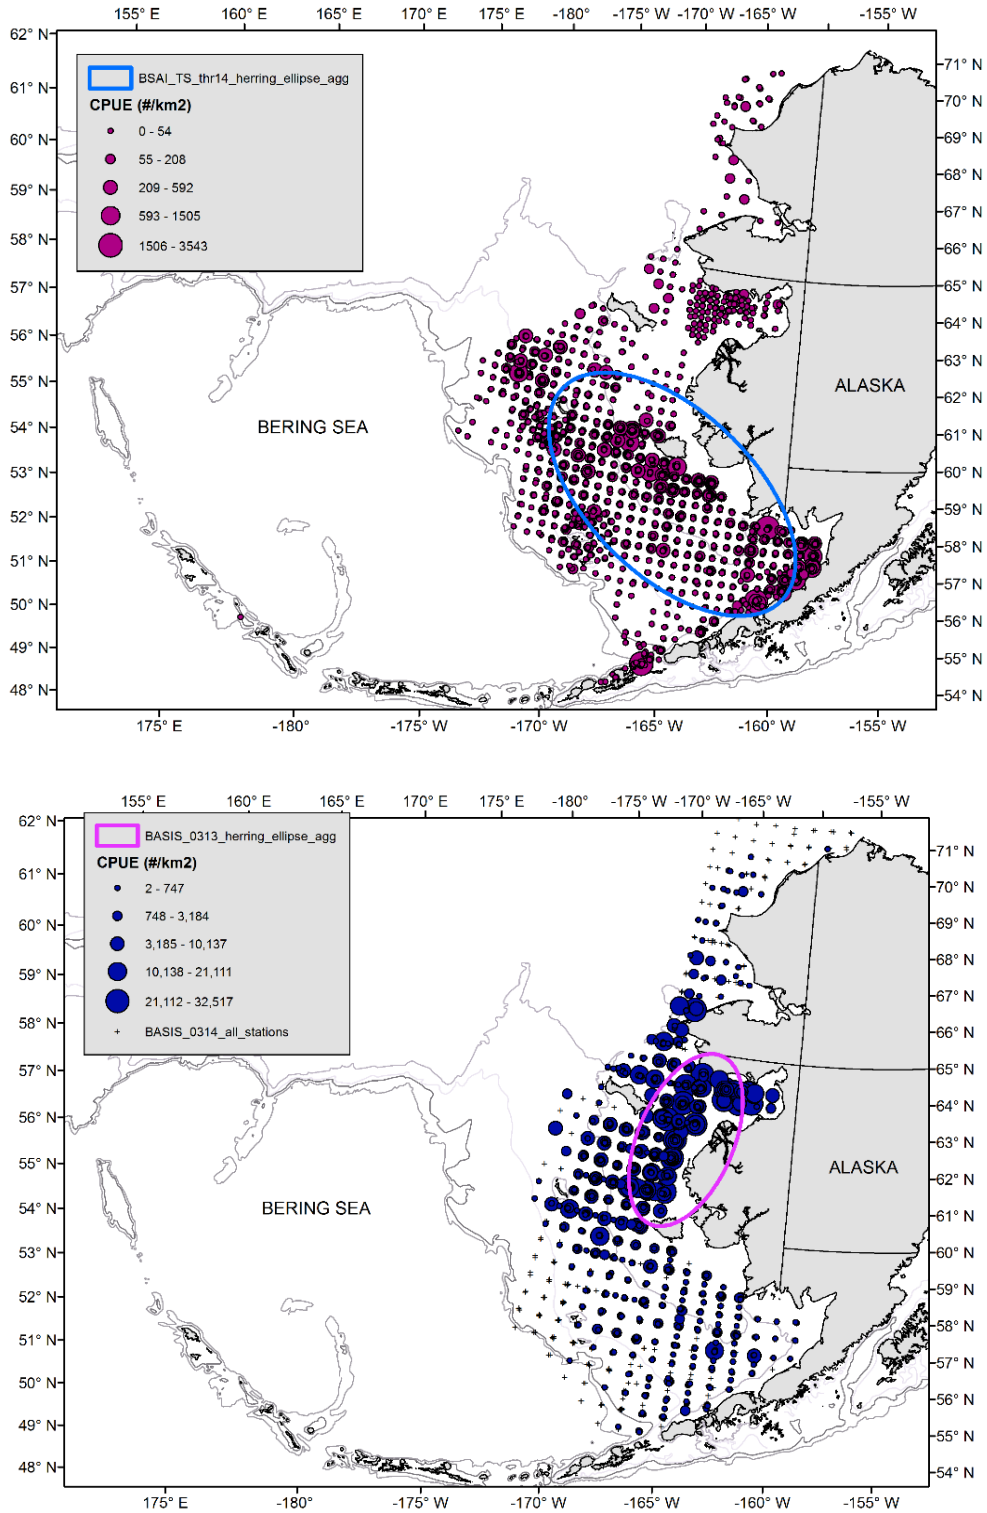 155° E 160° E 165° E 170° E 175° E -180° -175° W -170° W -165° W -155° W
62° N
61° N
60° N
59° N
58° N
57° N
56° N
55° N
54° N
53° N
52° N
51° N
50° N
49° N
48° N
BSAI_TS_thr14_herring_ellipse_agg
CPUE (#/km2)
0 - 54
55 - 208
209 - 592
593 - 1505
1506 - 3543
BERING SEA
ALASKA
71° N
70° N
69° N
68° N
67° N
66° N
65° N
64° N
63° N
62° N
61° N
60° N
59° N
58° N
57° N
56° N
55° N
54° N
175° E -180° -175° W -170° W -165° W -160° W -155° W
155° E 160° E 165° E 170° E 175° E -180° -175° W -170° W -165° W -155° W
62° N
61° N
60° N
59° N
58° N
57° N
56° N
55° N
54° N
53° N
52° N
51° N
50° N
49° N
48° N
BASIS_0313_herring_ellipse_agg
CPUE (#/km2)
2 - 747
748 - 3,184
3,185 - 10,137
10,138 - 21,111
21,112 - 32,517
BASIS_0314_all_stations
BERING SEA
ALASKA
71° N
70° N
69° N
68° N
67° N
66° N
65° N
64° N
63° N
62° N
61° N
60° N
59° N
58° N
57° N
56° N
55° N
54° N
175° E -180° -175° W -170° W -165° W -160° W -155° W